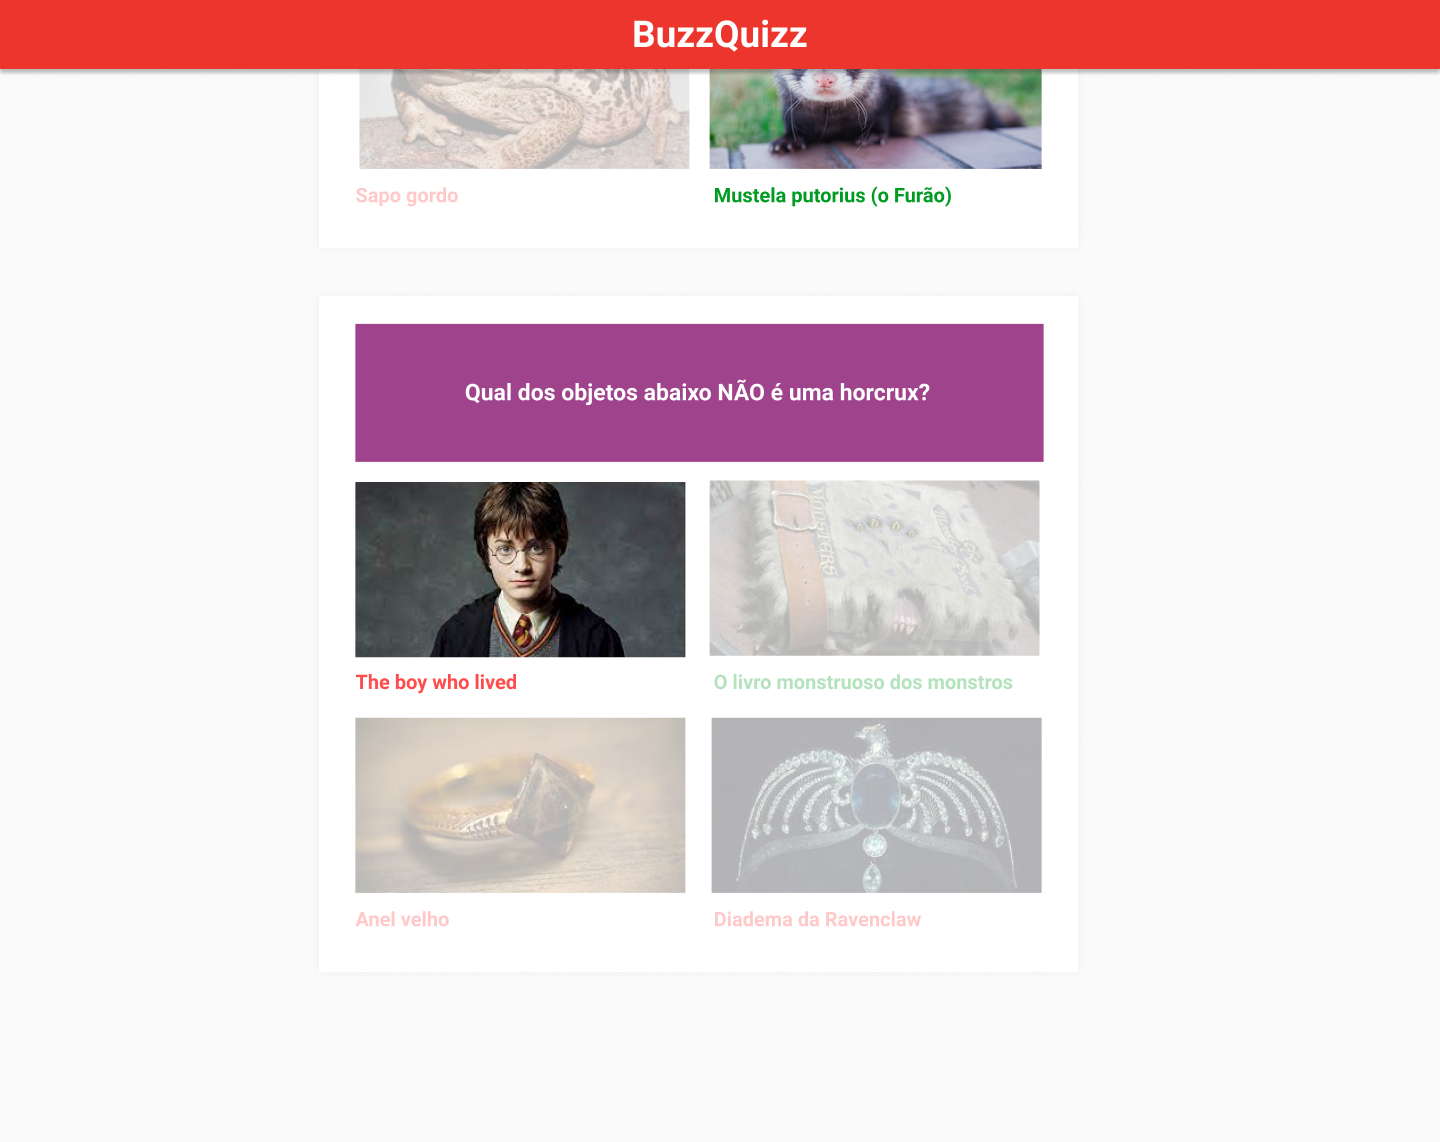 BuzzQuizz
Sapo gordo
Mustela putorius (o Furão)
Qual dos objetos abaixo NÃO é uma horcrux?
The boy who lived
O livro monstruoso dos monstros
Anel velho
Diadema da Ravenclaw